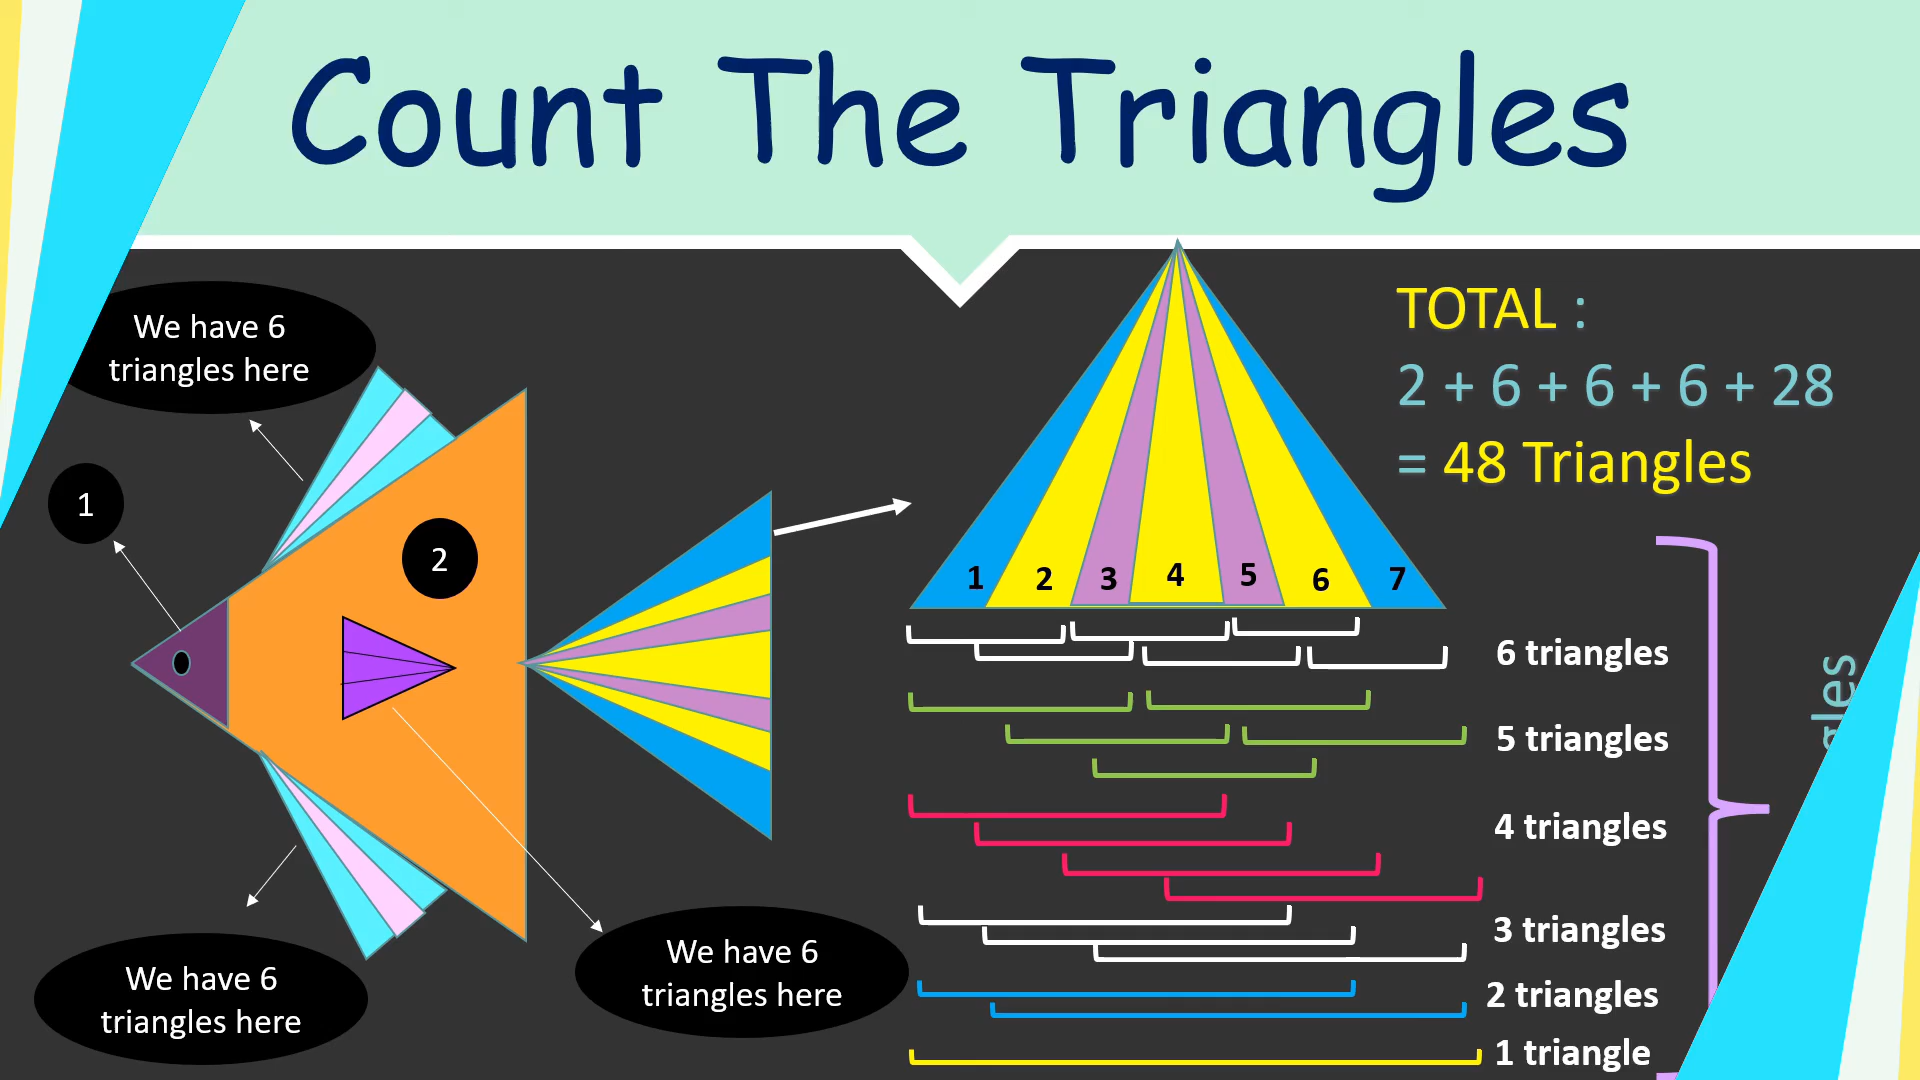 Count The Triangles
We have 6
triangles here
1
2
We have 6
triangles here
We have 6
triangles here
TOTAL :
2 + 6 + 6 + 6 + 28
= 48 Triangles
1 2 3 4 5 6 7
6 triangles
5 triangles
4 triangles
3 triangles
2 triangles
1 triangle